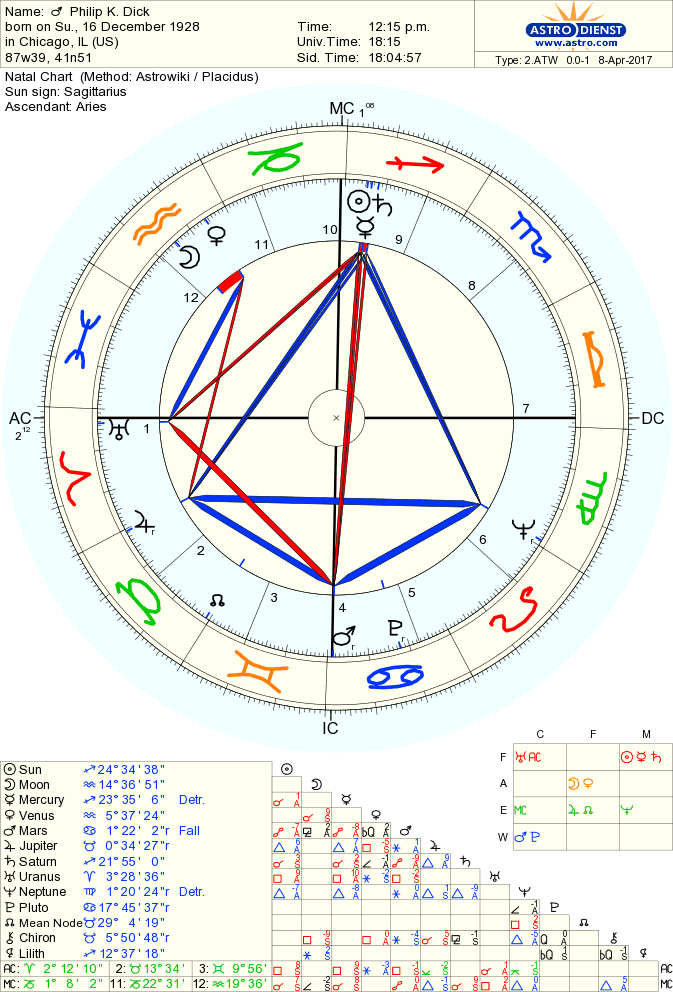 Name: ♂ Philip K. Dick
born on Su., 16 December 1928
in Chicago, IL (US)
87w39, 41n51
Time: 12:15 p.m.
Univ.Time: 18:15
Sid. Time: 18:04:57
ASTRO DIENST
www.astro.com
Type: 2.ATW 0.0-1 8-Apr-2017
Natal Chart (Method: Astrowiki / Placidus)
Sun sign: Sagittarius
Ascendant: Aries
MC 1 08
10
9
11
8
12
AC
2 12
1
7
DC
2
6
3
4
5
r
r
r
r
IC
C F M
F ♅ AC ☉ ☿ ♄
A ☽ ♀
E MC ♃ ☊ ♆
W ♂ ♇
☉ Sun ♐ 24° 34' 38"
☽ Moon ♒ 14° 36' 51"
☿ Mercury ♐ 23° 35' 6" Detr.
♀ Venus ♒ 5° 37' 24"
♂ Mars ♋ 1° 22' 2"r Fall
♃ Jupiter ♉ 0° 34' 27"r
♄ Saturn ♐ 21° 55' 0"
♅ Uranus ♈ 3° 28' 36"
♆ Neptune ♍ 1° 20' 24"r Detr.
♇ Pluto ♋ 17° 45' 37"r
☊ Mean Node ♉ 29° 4' 19"
⚷ Chiron ♉ 5° 50' 48"r
⚸ Lilith ♋ 12° 37' 18"
AC: ♈ 2° 12' 10" 2: ♉ 13° 34' 3: ♊ 9° 56'
MC: ♑ 1° 8' 2" 11: ♑ 22° 31' 12: ♒ 19° 36'
AC
MC